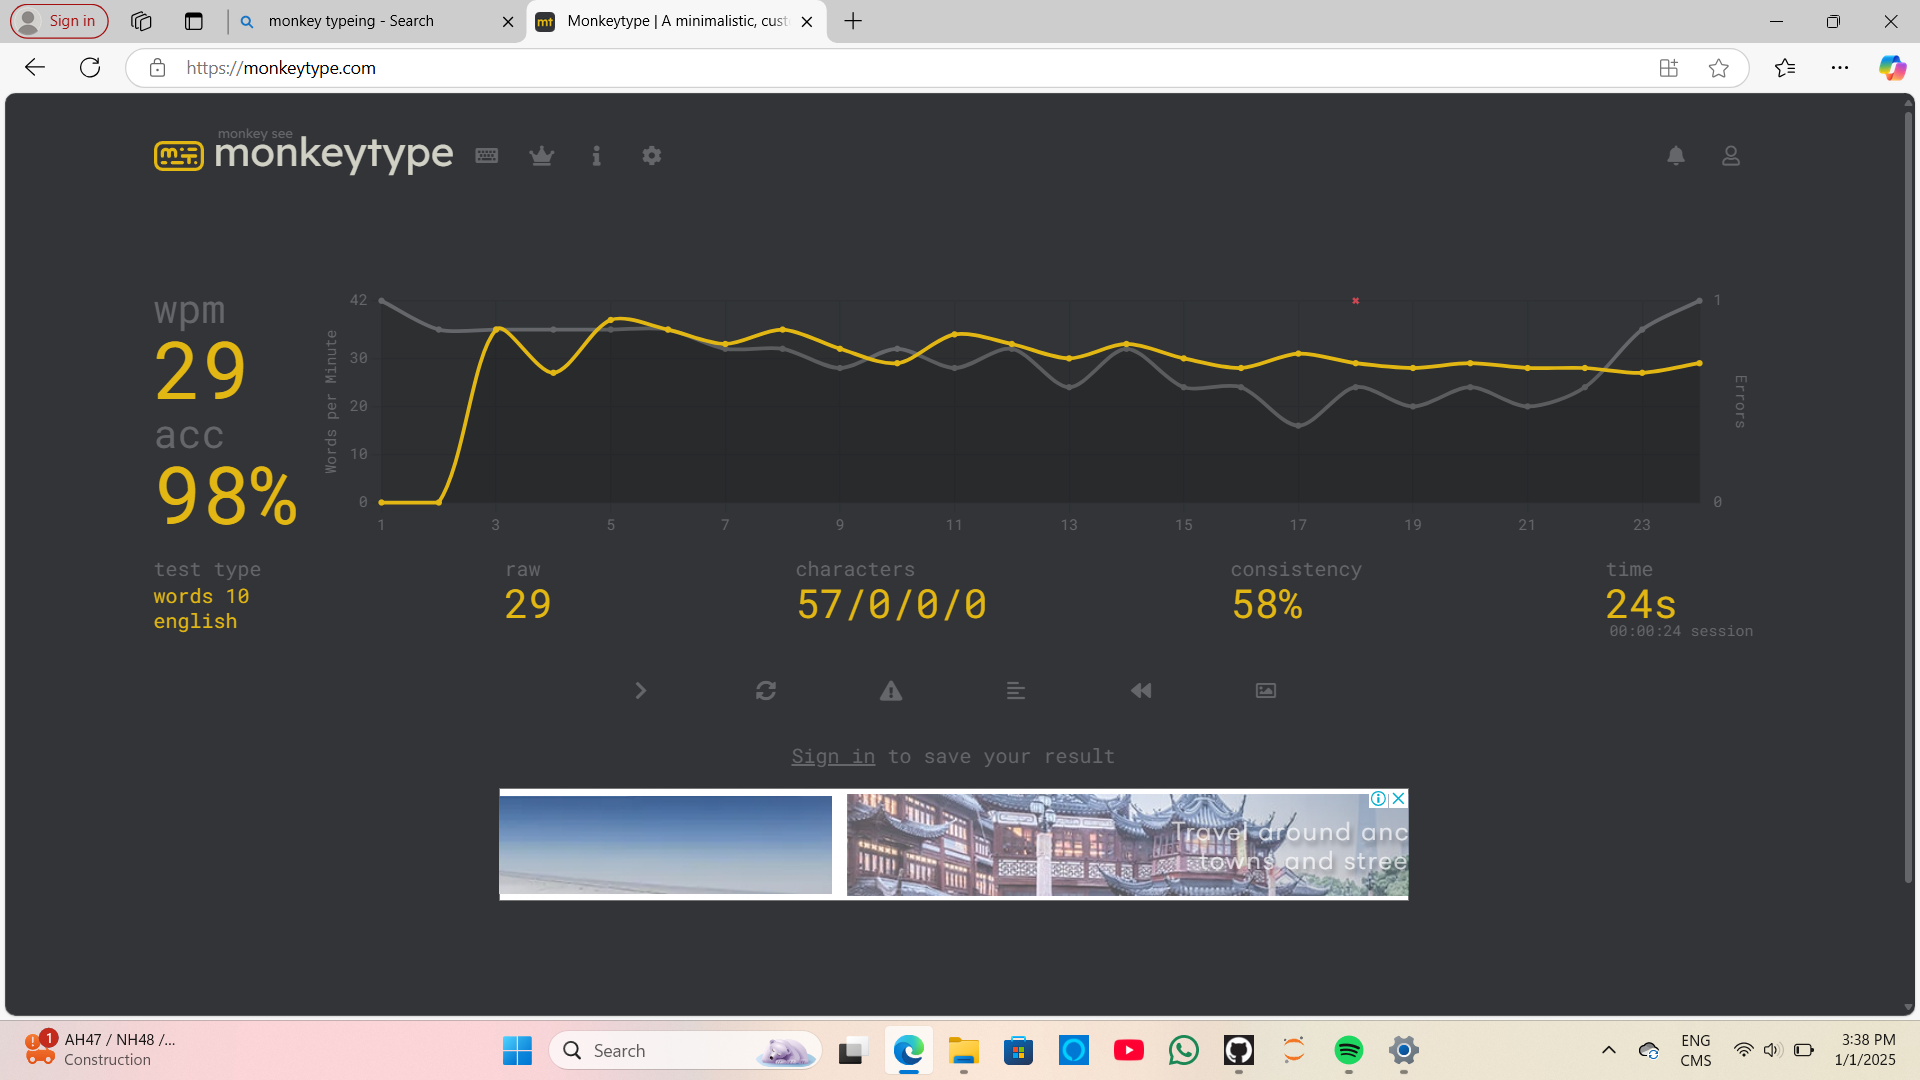 Sign in
monkey typeing - Search
mt
Monkeytype | A minimalistic, cust
https://monkeytype.com
monkey see
monkeytype
wpm
29
acc
98%
Words per Minute
42
30
20
10
0
1
3
5
7
9
11
13
15
17
19
21
23
1
0
Errors
test type
words 10
english
raw
29
characters
57/0/0/0
consistency
58%
time
24s
00:00:24 session
Sign in to save your result
Travel around anc
towns and stree
1
AH47 / NH48 /...
Construction
Search
ENG
CMS
3:38 PM
1/1/2025